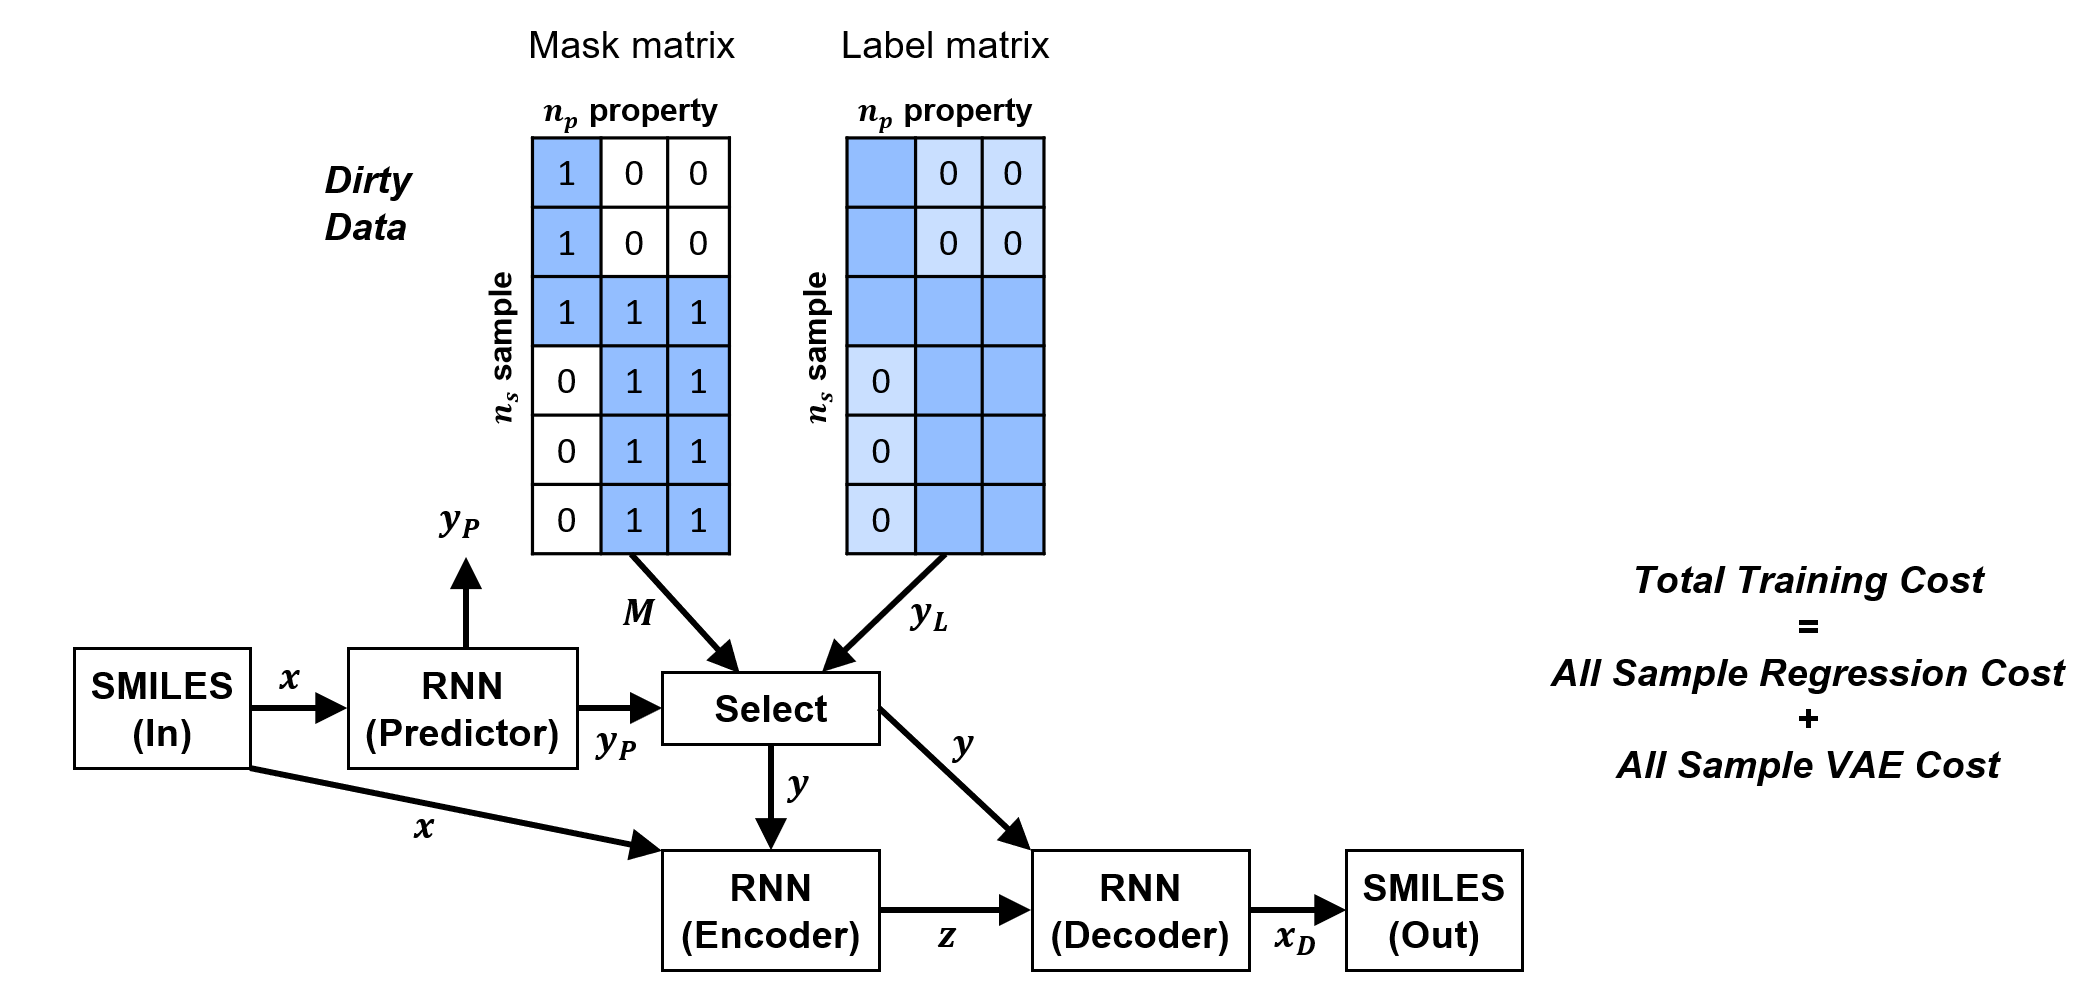 Mask matrix
Label matrix
n_p property
n_p property
Dirty
Data
n_s sample
1 0 0
1 0 0
1 1 1
0 1 1
0 1 1
0 1 1
n_s sample
0 0
0 0
0
0
0
y_P
M
y_L
SMILES
(In)
x
RNN
(Predictor)
y_P
Select
y
y
x
RNN
(Encoder)
z
RNN
(Decoder)
x_D
SMILES
(Out)
Total Training Cost
=
All Sample Regression Cost
+
All Sample VAE Cost